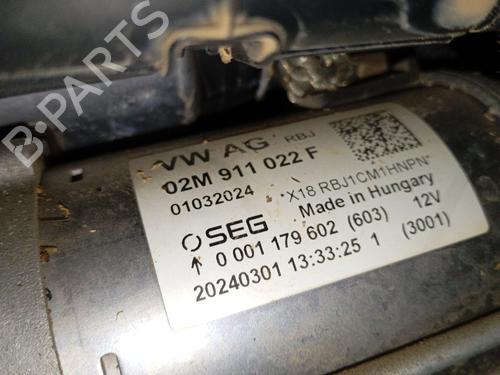 B-PARTS
VW AG RBJ
02M 911 022 F
01032024
*X18 RBJ1CM1HNPN*
SEG Made in Hungary
↑ 0 001 179 602 (603) 12V
20240301 13:33:25 1 (3001)